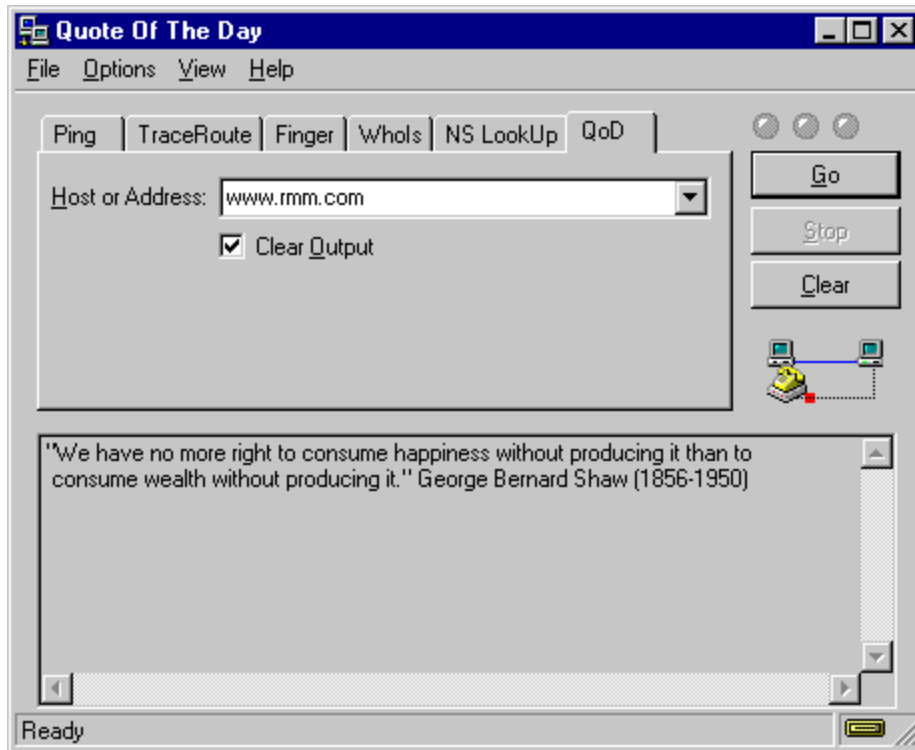 Quote Of The Day
File Options View Help
Ping TraceRoute Finger WhoIs NS LookUp QoD
Host or Address: www.rmm.com
Clear Output
Go
Stop
Clear
"We have no more right to consume happiness without producing it than to
consume wealth without producing it." George Bernard Shaw (1856-1950)
Ready